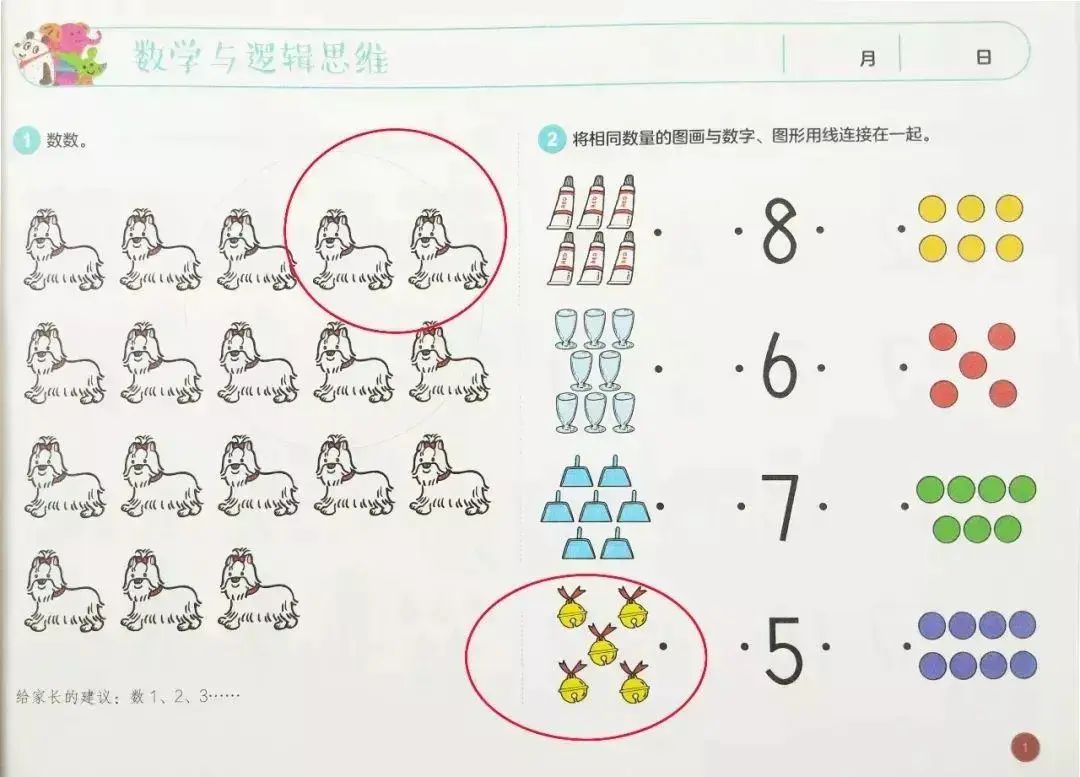 数学与逻辑思维
月 日
1 数数。
2 将相同数量的图画与数字、图形用线连接在一起。
8
6
7
5
给家长的建议：数 1、2、3……
1